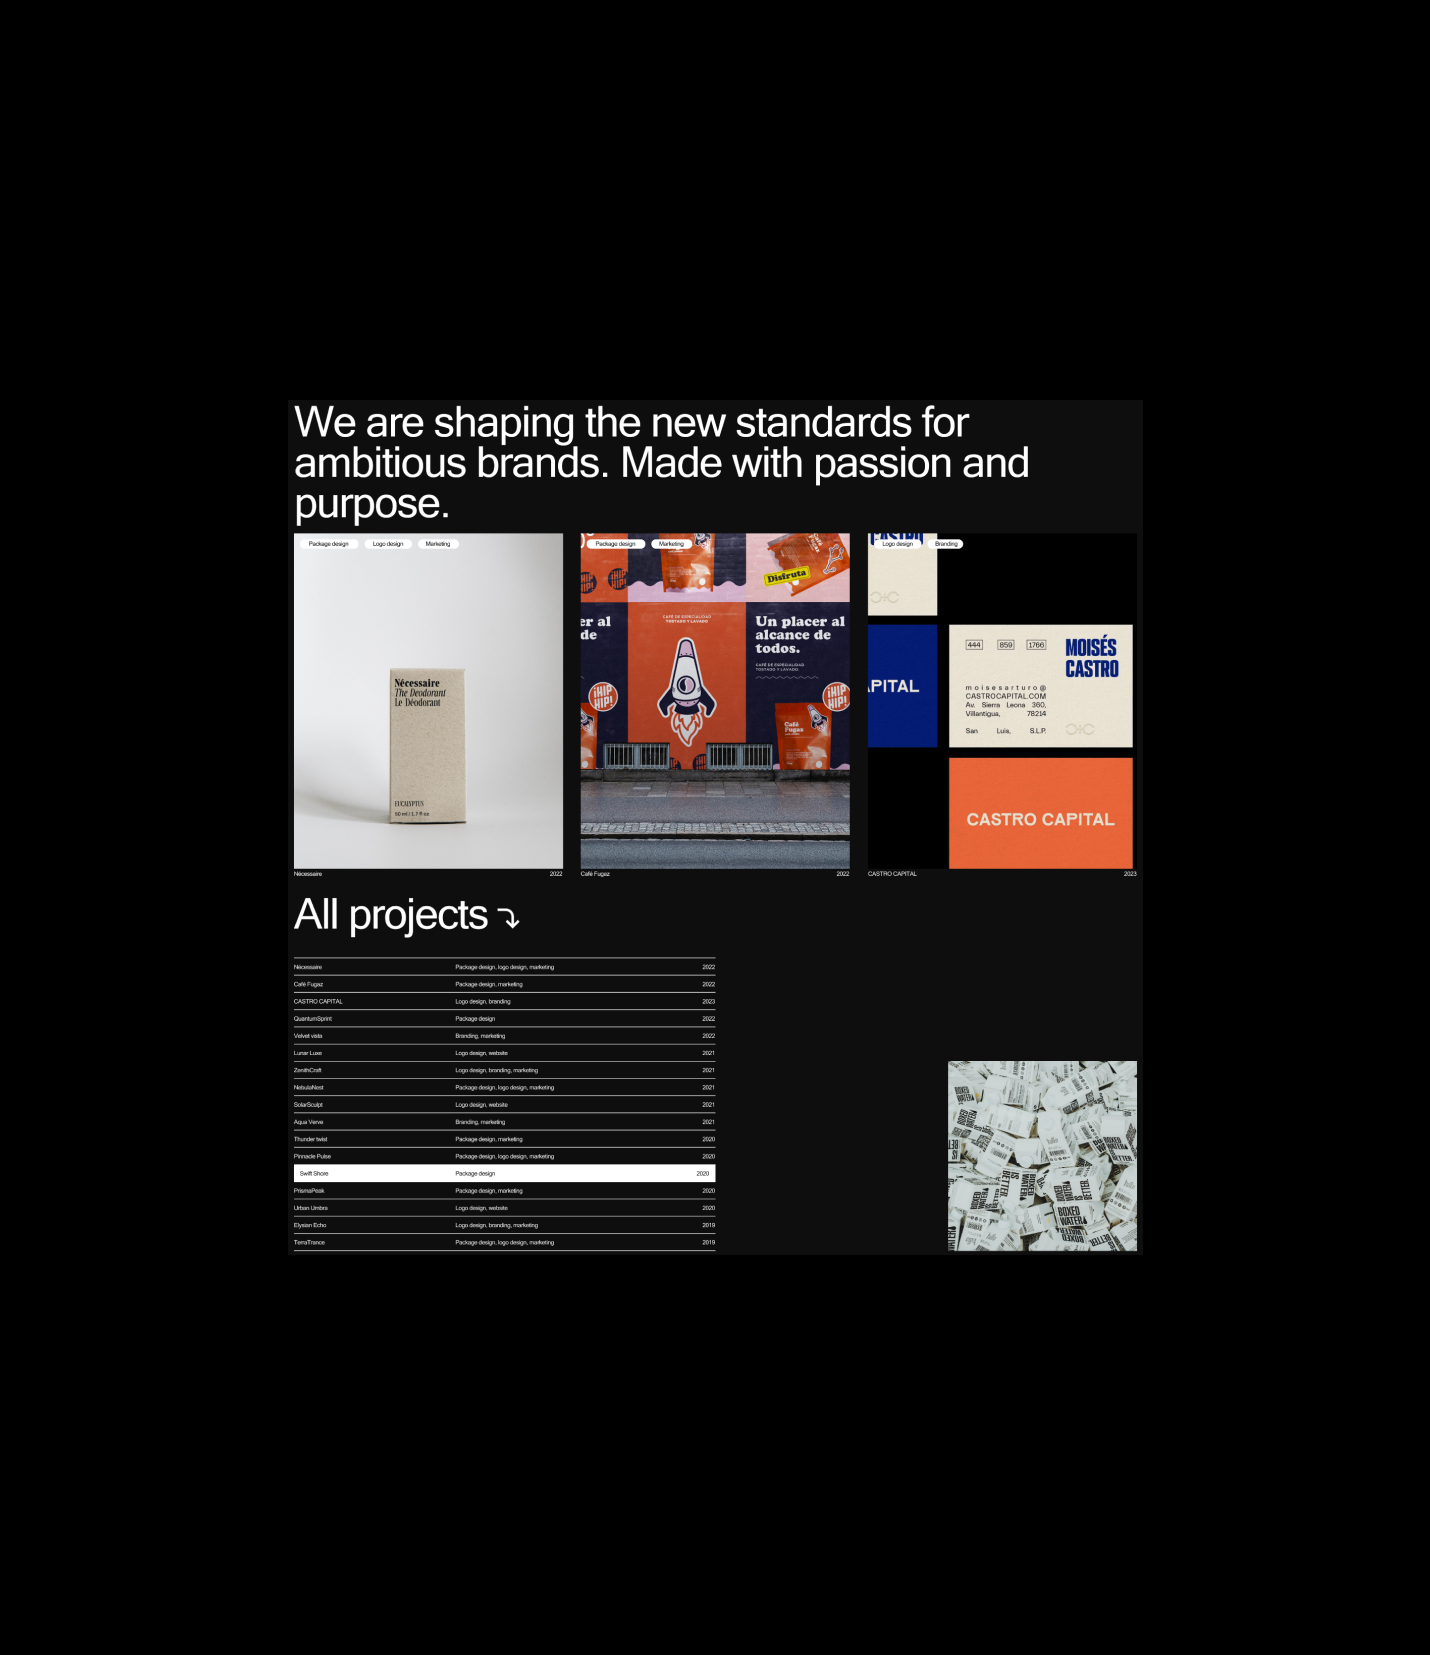 We are shaping the new standards for
ambitious brands. Made with passion and
purpose.
Package design Logo design Marketing
Nécessaire
The Deodorant
Le Déodorant
EUCALYPTUS
50 ml / 1.7 fl oz
Package design Marketing
Café
Fugaz
Disfruta
¡HIP
HIP!
er al
de
CAFÉ DE ESPECIALIDAD
TOSTADO Y LAVADO
Un placer al
alcance de
todos.
CAFÉ DE ESPECIALIDAD
TOSTADO Y LAVADO.
¡HIP
HIP!
¡HIP
HIP!
Café
Fugaz
Logo design Branding
CASTRO
APITAL
444 859 1766
MOISÉS
CASTRO
moisesarturo@
CASTROCAPITAL.COM
Av. Sierra Leona 360,
Villantigua, 78214
San Luis, S.L.P.
CASTRO CAPITAL
Nécessaire 2022
Café Fugaz 2022
CASTRO CAPITAL 2023
All projects
Nécessaire Package design, logo design, marketing 2022
Café Fugaz Package design, marketing 2022
CASTRO CAPITAL Logo design, branding 2023
QuantumSprint Package design 2022
Velvet vista Branding, marketing 2022
Lunar Luxe Logo design, website 2021
ZenithCraft Logo design, branding, marketing 2021
NebulaNest Package design, logo design, marketing 2021
SolarSculpt Logo design, website 2021
Aqua Verve Branding, marketing 2021
Thunder twist Package design, marketing 2020
Pinnacle Pulse Package design, logo design, marketing 2020
Swift Shore Package design 2020
PrismaPeak Package design, marketing 2020
Urban Umbra Logo design, website 2020
Elysian Echo Logo design, branding, marketing 2019
TerraTrance Package design, logo design, marketing 2019
BOXED
WATER
IS
BETTER.
BOXED
WATER